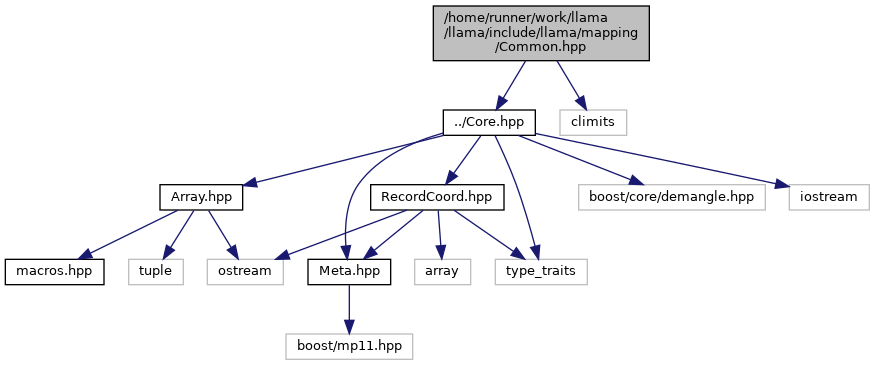 /home/runner/work/llama
/llama/include/llama/mapping
/Common.hpp
../Core.hpp
climits
Array.hpp
RecordCoord.hpp
boost/core/demangle.hpp
iostream
macros.hpp
tuple
ostream
Meta.hpp
array
type_traits
boost/mp11.hpp